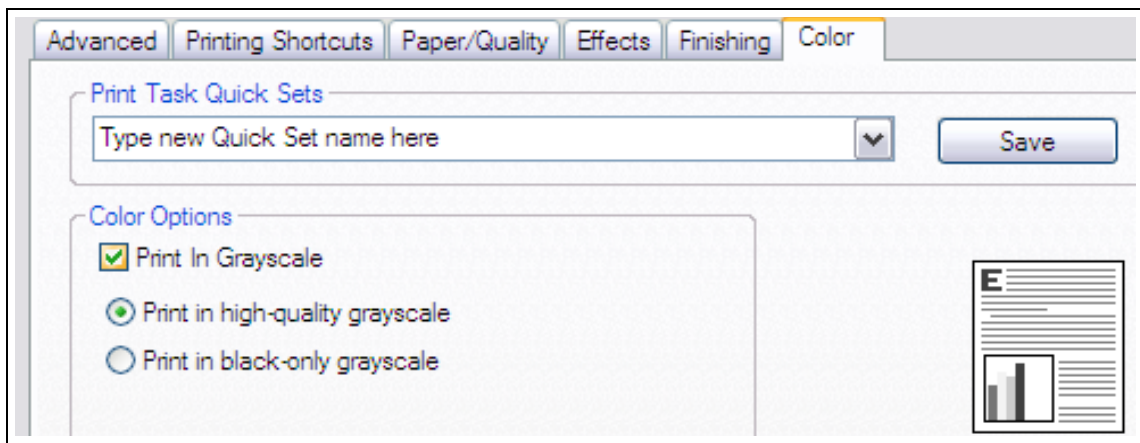 Advanced Printing Shortcuts Paper/Quality Effects Finishing Color
Print Task Quick Sets
Type new Quick Set name here Save
Color Options
Print In Grayscale
Print in high-quality grayscale
Print in black-only grayscale
E